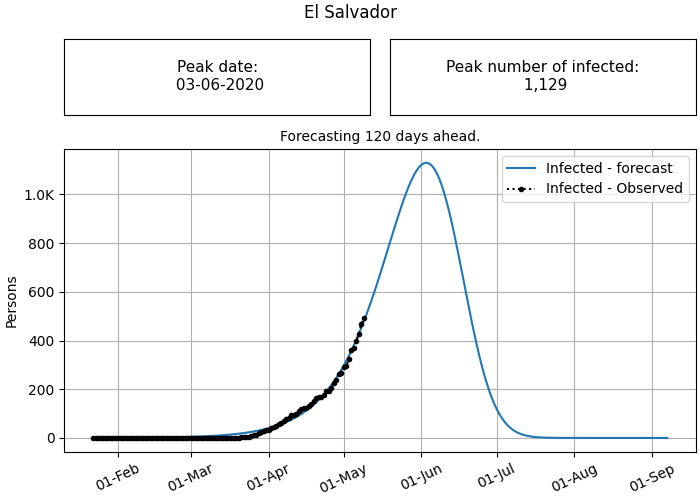 El Salvador
Peak date:
03-06-2020
Peak number of infected:
1,129
Forecasting 120 days ahead.
Infected - forecast
Infected - Observed
1.0K
800
600
400
200
0
Persons
01-Feb
01-Mar
01-Apr
01-May
01-Jun
01-Jul
01-Aug
01-Sep